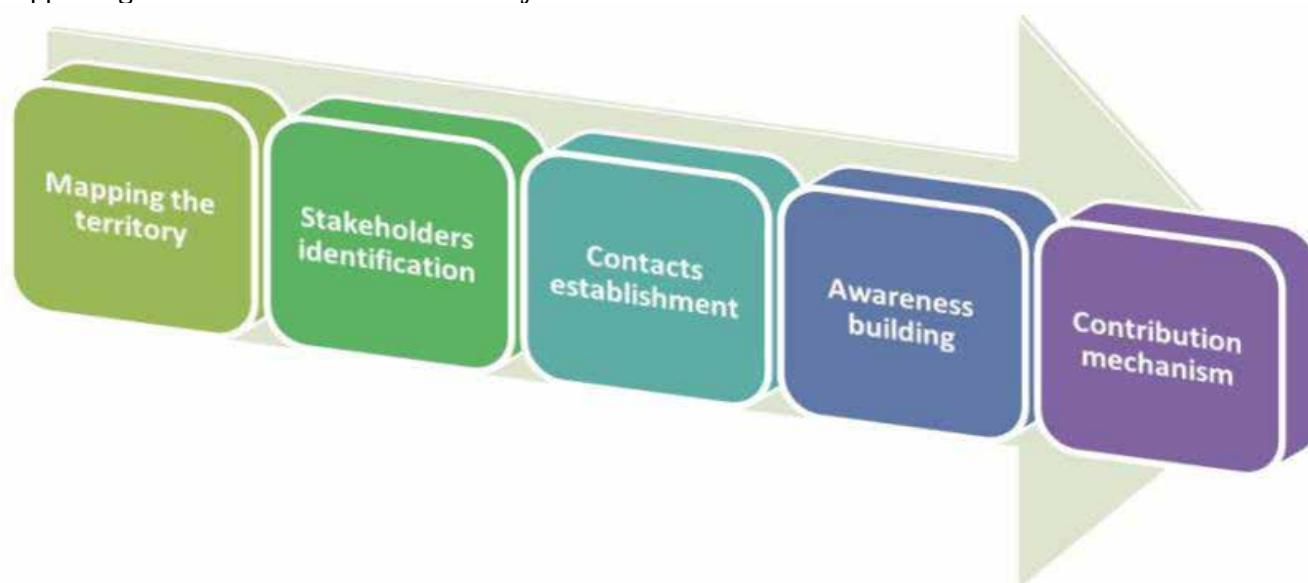 Mapping the
territory
Stakeholders
identification
Contacts
establishment
Awareness
building
Contribution
mechanism